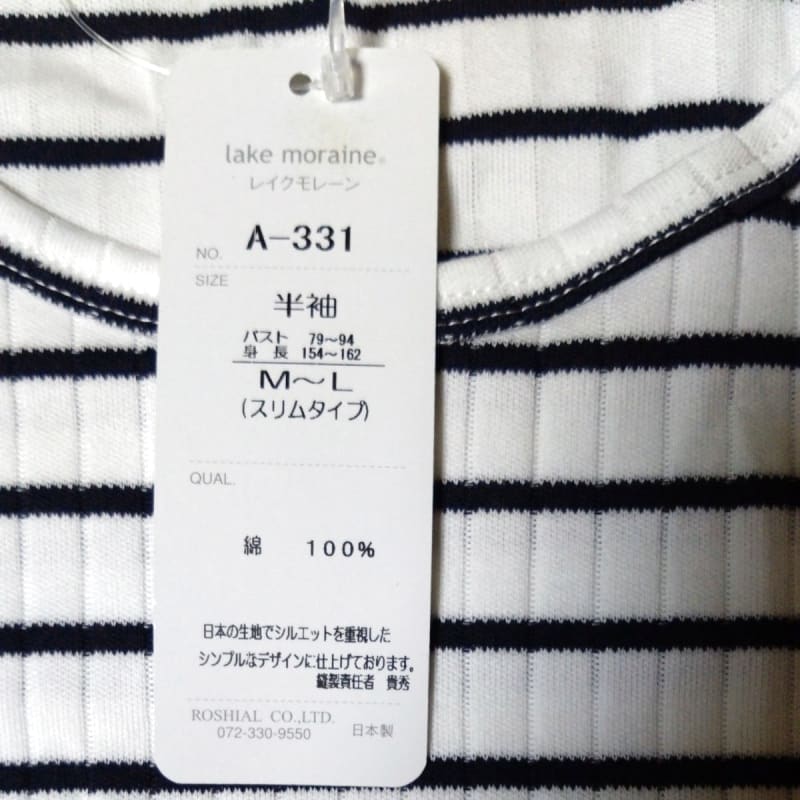 lake moraine®
レイクモレーン
NO. A-331
SIZE
半袖
バスト 79～94
身長 154～162
M～L
(スリムタイプ)
QUAL.
綿 100%
日本の生地でシルエットを重視した
シンプルなデザインに仕上げております。
縫製責任者 貴秀
ROSHIAL CO.,LTD.
072-330-9550
日本製